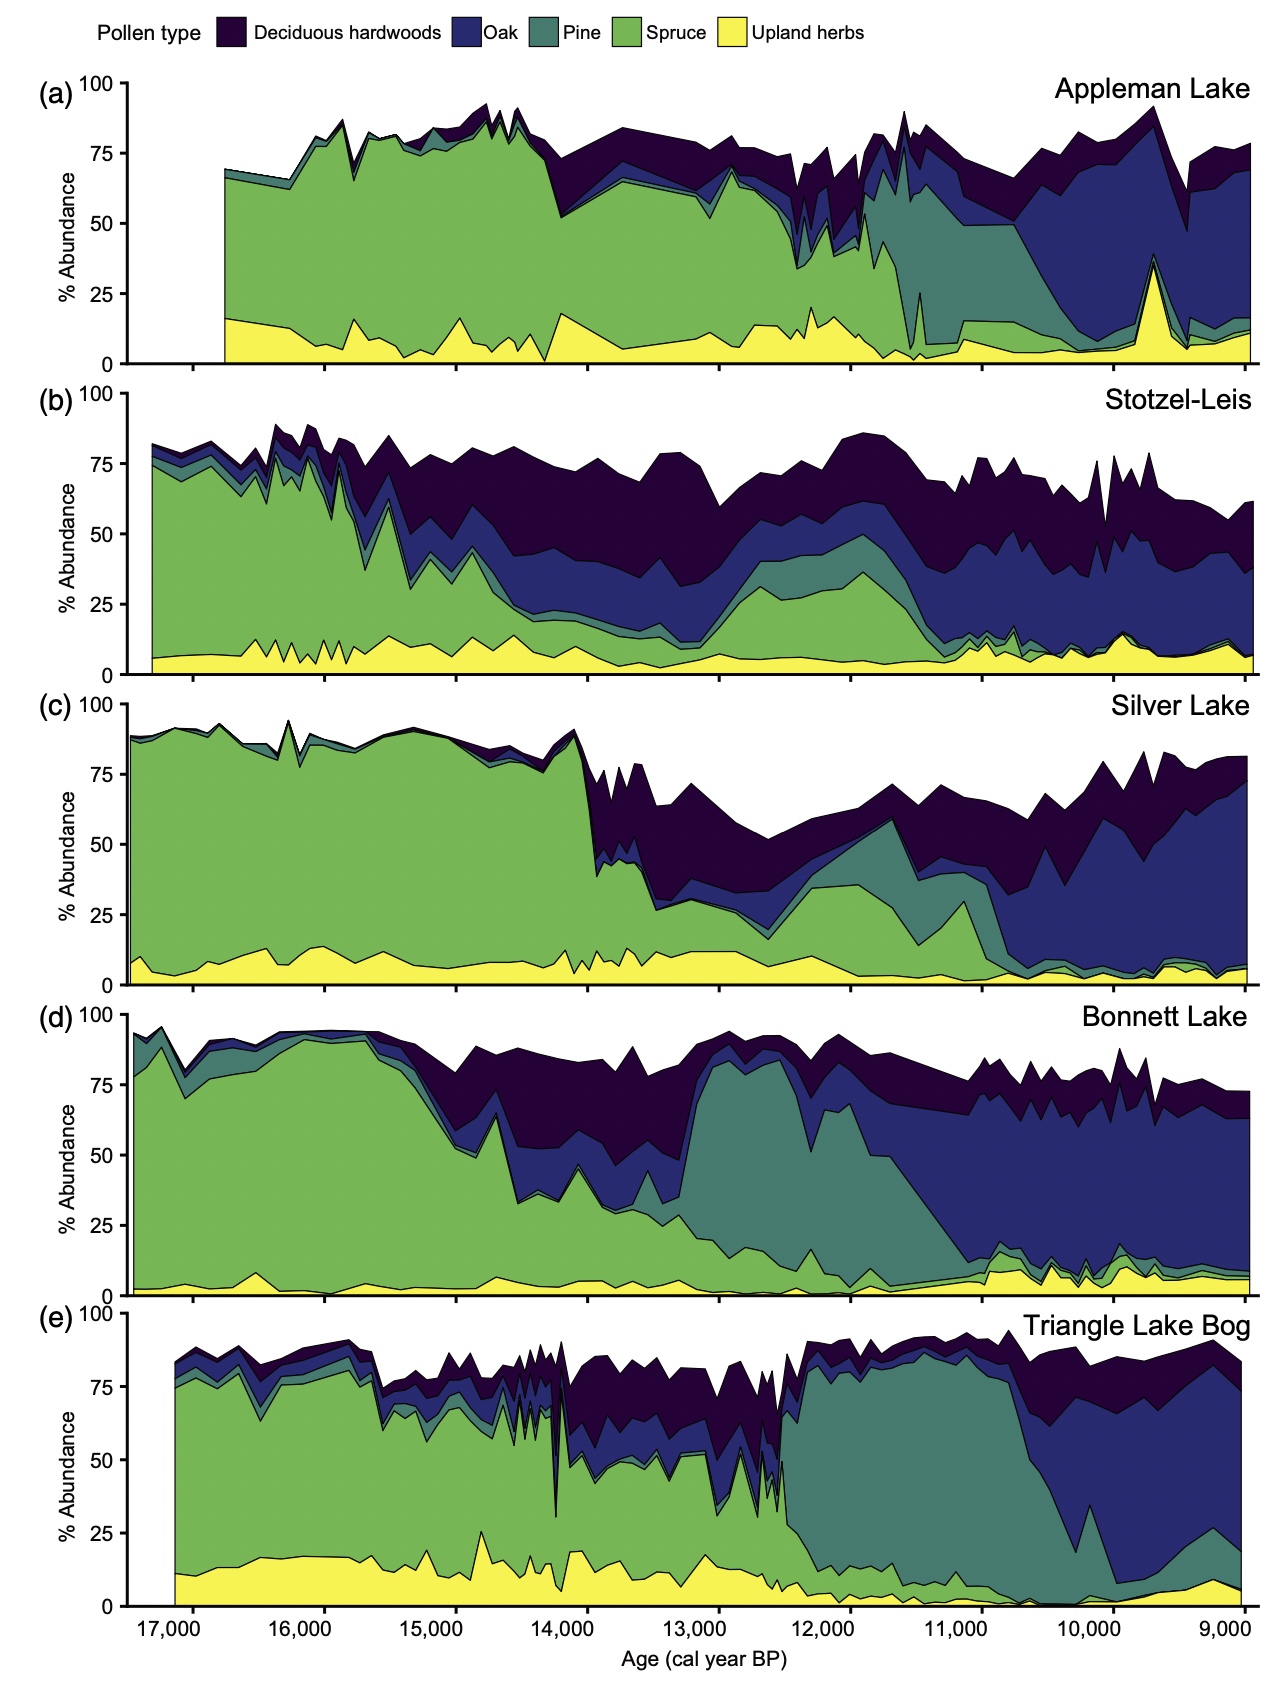 Pollen type Deciduous hardwoods Oak Pine Spruce Upland herbs
(a) Appleman Lake
100
75
50
25
0
% Abundance
(b) Stotzel-Leis
100
75
50
25
0
% Abundance
(c) Silver Lake
100
75
50
25
0
% Abundance
(d) Bonnett Lake
100
75
50
25
0
% Abundance
(e) Triangle Lake Bog
100
75
50
25
0
% Abundance
17,000 16,000 15,000 14,000 13,000 12,000 11,000 10,000 9,000
Age (cal year BP)